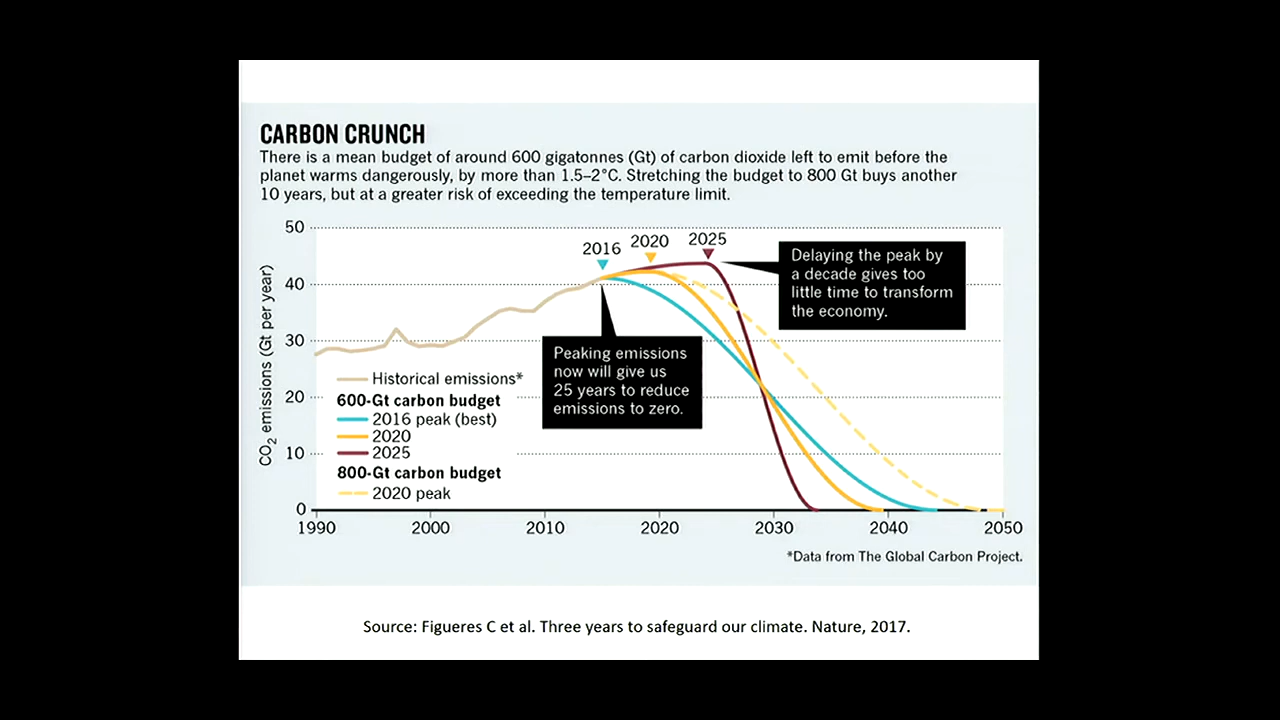 CARBON CRUNCH
There is a mean budget of around 600 gigatonnes (Gt) of carbon dioxide left to emit before the
planet warms dangerously, by more than 1.5–2°C. Stretching the budget to 800 Gt buys another
10 years, but at a greater risk of exceeding the temperature limit.
CO2 emissions (Gt per year)
50
40
30
20
10
0
2016
2020
2025
Delaying the peak by
a decade gives too
little time to transform
the economy.
Peaking emissions
now will give us
25 years to reduce
emissions to zero.
Historical emissions*
600-Gt carbon budget
2016 peak (best)
2020
2025
800-Gt carbon budget
2020 peak
1990
2000
2010
2020
2030
2040
2050
*Data from The Global Carbon Project.
Source: Figueres C et al. Three years to safeguard our climate. Nature, 2017.